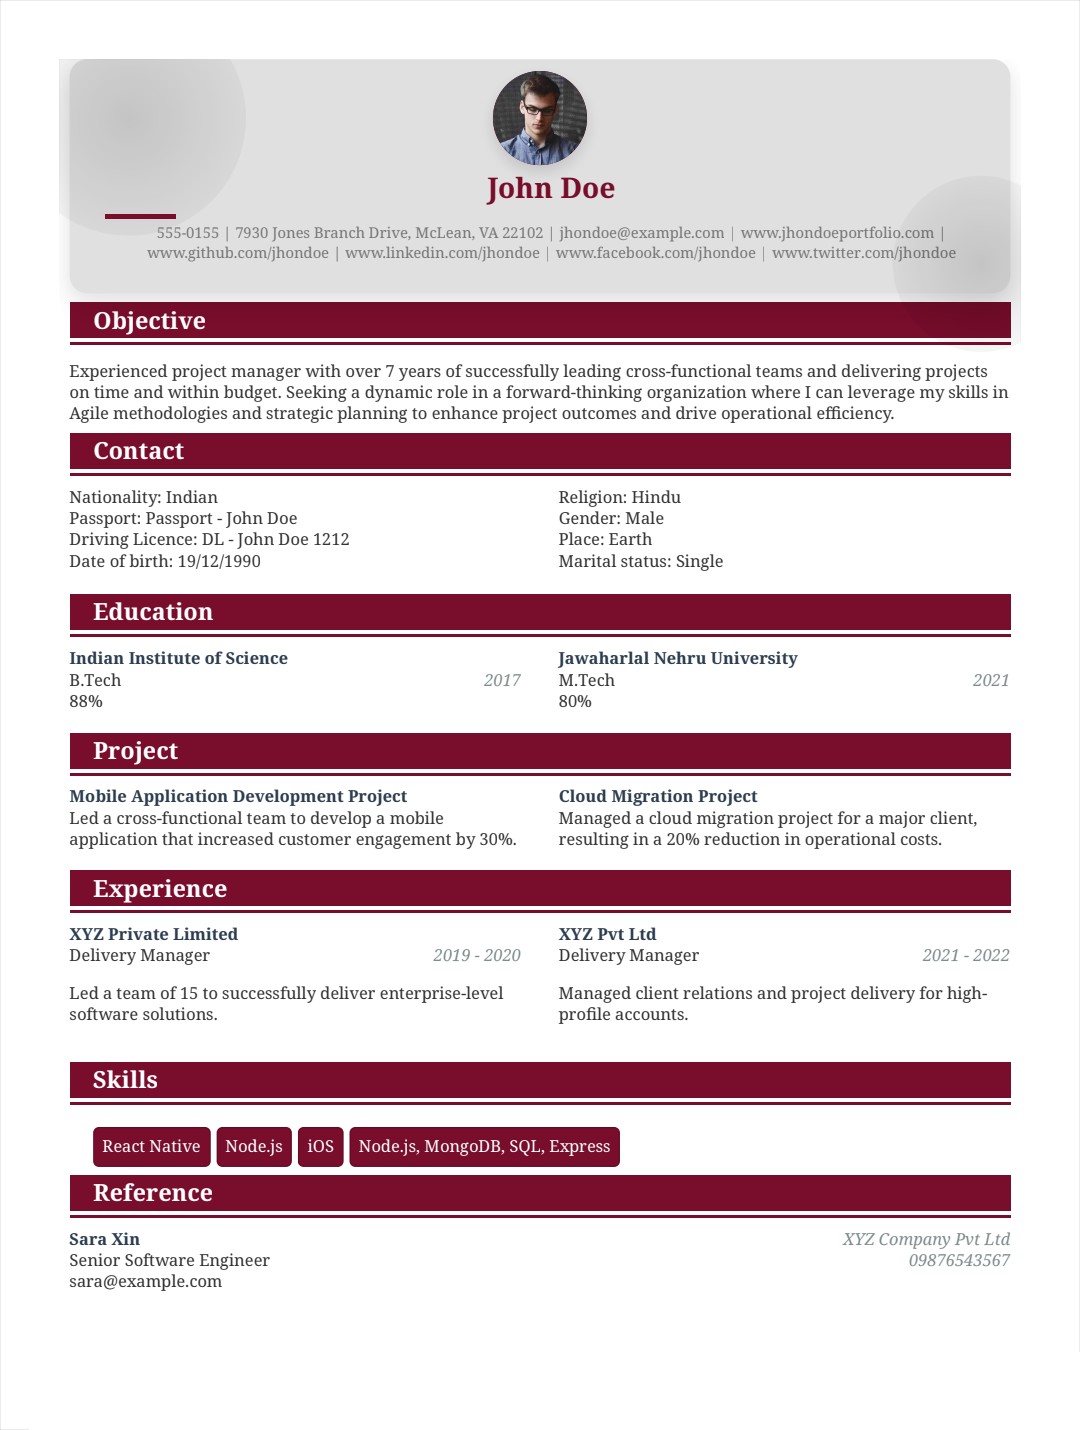 John Doe
555-0155 | 7930 Jones Branch Drive, McLean, VA 22102 | jhondoe@example.com | www.jhondoeportfolio.com |
www.github.com/jhondoe | www.linkedin.com/jhondoe | www.facebook.com/jhondoe | www.twitter.com/jhondoe
Objective
Experienced project manager with over 7 years of successfully leading cross-functional teams and delivering projects
on time and within budget. Seeking a dynamic role in a forward-thinking organization where I can leverage my skills in
Agile methodologies and strategic planning to enhance project outcomes and drive operational efficiency.
Contact
Nationality: Indian
Passport: Passport - John Doe
Driving Licence: DL - John Doe 1212
Date of birth: 19/12/1990
Religion: Hindu
Gender: Male
Place: Earth
Marital status: Single
Education
Indian Institute of Science
B.Tech 2017
88%
Jawaharlal Nehru University
M.Tech 2021
80%
Project
Mobile Application Development Project
Led a cross-functional team to develop a mobile
application that increased customer engagement by 30%.
Cloud Migration Project
Managed a cloud migration project for a major client,
resulting in a 20% reduction in operational costs.
Experience
XYZ Private Limited
Delivery Manager 2019 - 2020
Led a team of 15 to successfully deliver enterprise-level
software solutions.
XYZ Pvt Ltd
Delivery Manager 2021 - 2022
Managed client relations and project delivery for high-
profile accounts.
Skills
React Native Node.js iOS Node.js, MongoDB, SQL, Express
Reference
Sara Xin XYZ Company Pvt Ltd
Senior Software Engineer 09876543567
sara@example.com